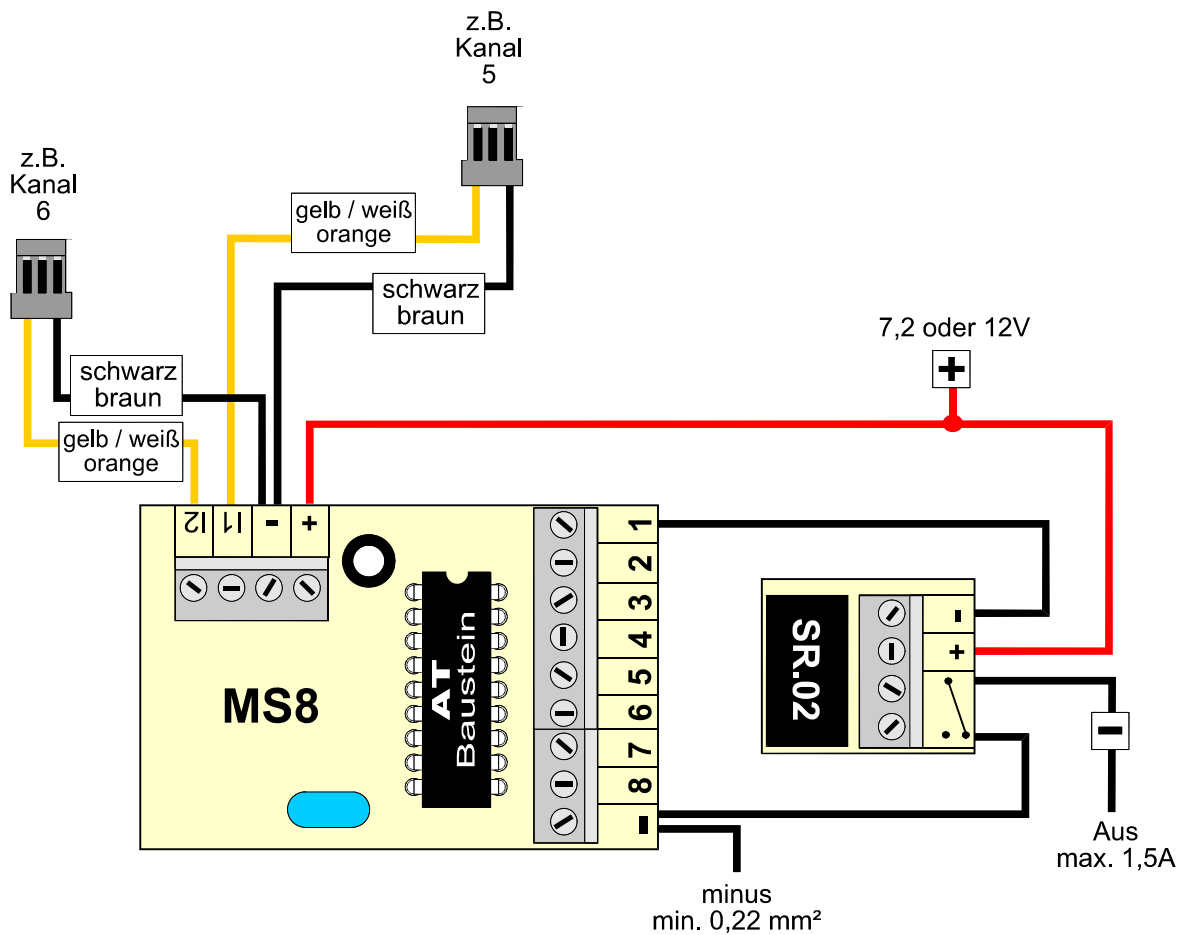 z.B.
Kanal
5
z.B.
Kanal
6
gelb / weiß
orange
schwarz
braun
schwarz
braun
gelb / weiß
orange
7,2 oder 12V
+
I2
I1
-
+
1
2
3
4
5
6
7
8
-
MS8
AT
Baustein
SR.02
-
+
-
Aus
max. 1,5A
minus
min. 0,22 mm²